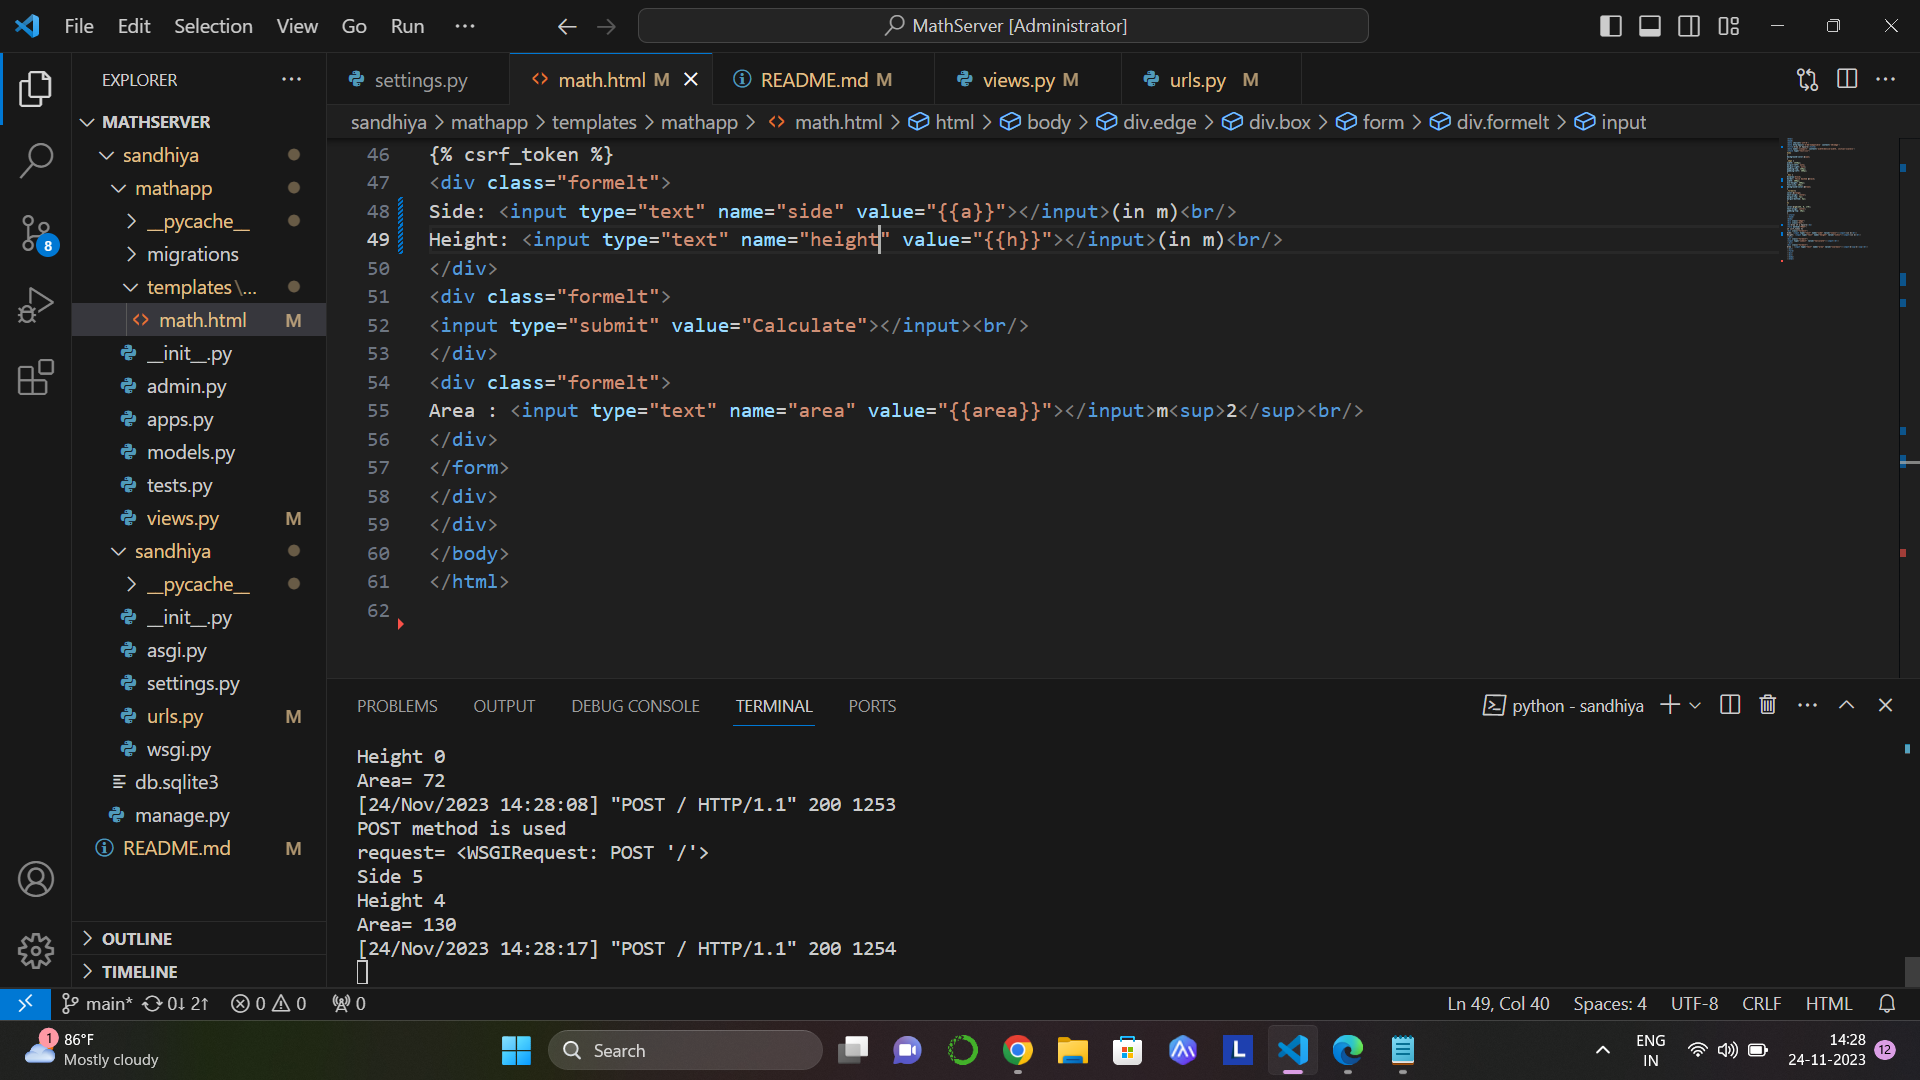 File Edit Selection View Go Run ···
MathServer [Administrator]
EXPLORER ···
MATHSERVER
sandhiya
mathapp
__pycache__
migrations
templates\...
math.html M
__init__.py
admin.py
apps.py
models.py
tests.py
views.py M
sandhiya
__pycache__
__init__.py
asgi.py
settings.py
urls.py M
wsgi.py
db.sqlite3
manage.py
README.md M
OUTLINE
TIMELINE
8
settings.py math.html M README.md M views.py M urls.py M
sandhiya > mathapp > templates > mathapp > math.html > html > body > div.edge > div.box > form > div.formelt > input
46 {% csrf_token %}
47 <div class="formelt">
48 Side: <input type="text" name="side" value="{{a}}"></input>(in m)<br/>
49 Height: <input type="text" name="height" value="{{h}}"></input>(in m)<br/>
50 </div>
51 <div class="formelt">
52 <input type="submit" value="Calculate"></input><br/>
53 </div>
54 <div class="formelt">
55 Area : <input type="text" name="area" value="{{area}}"></input>m<sup>2</sup><br/>
56 </div>
57 </form>
58 </div>
59 </div>
60 </body>
61 </html>
62
PROBLEMS OUTPUT DEBUG CONSOLE TERMINAL PORTS
python - sandhiya
Height 0
Area= 72
[24/Nov/2023 14:28:08] "POST / HTTP/1.1" 200 1253
POST method is used
request= <WSGIRequest: POST '/'>
Side 5
Height 4
Area= 130
[24/Nov/2023 14:28:17] "POST / HTTP/1.1" 200 1254
main* 0↓ 2↑ 0 0 0
Ln 49, Col 40 Spaces: 4 UTF-8 CRLF HTML
1
86°F
Mostly cloudy
Search
L
ENG
IN
14:28
24-11-2023
12